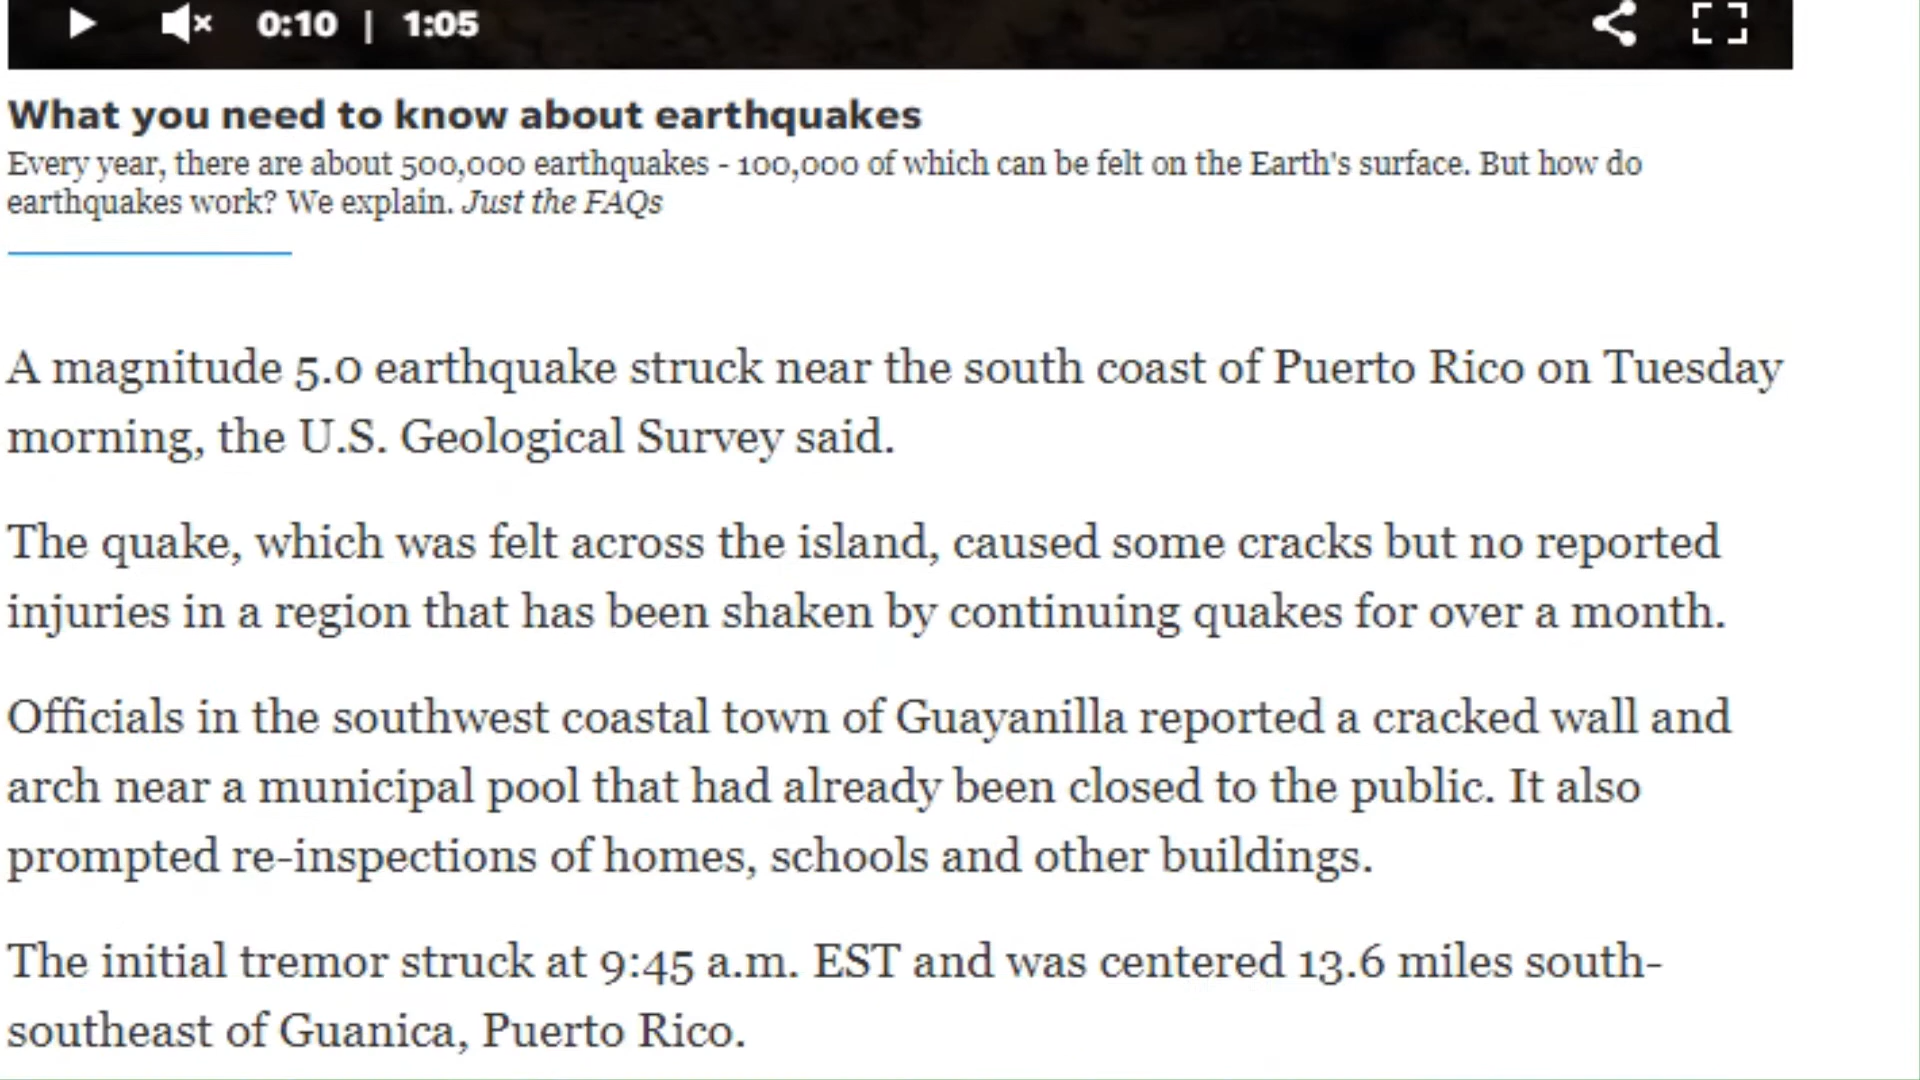 0:10 | 1:05
What you need to know about earthquakes
Every year, there are about 500,000 earthquakes - 100,000 of which can be felt on the Earth's surface. But how do
earthquakes work? We explain. Just the FAQs
A magnitude 5.0 earthquake struck near the south coast of Puerto Rico on Tuesday
morning, the U.S. Geological Survey said.
The quake, which was felt across the island, caused some cracks but no reported
injuries in a region that has been shaken by continuing quakes for over a month.
Officials in the southwest coastal town of Guayanilla reported a cracked wall and
arch near a municipal pool that had already been closed to the public. It also
prompted re-inspections of homes, schools and other buildings.
The initial tremor struck at 9:45 a.m. EST and was centered 13.6 miles south-
southeast of Guanica, Puerto Rico.